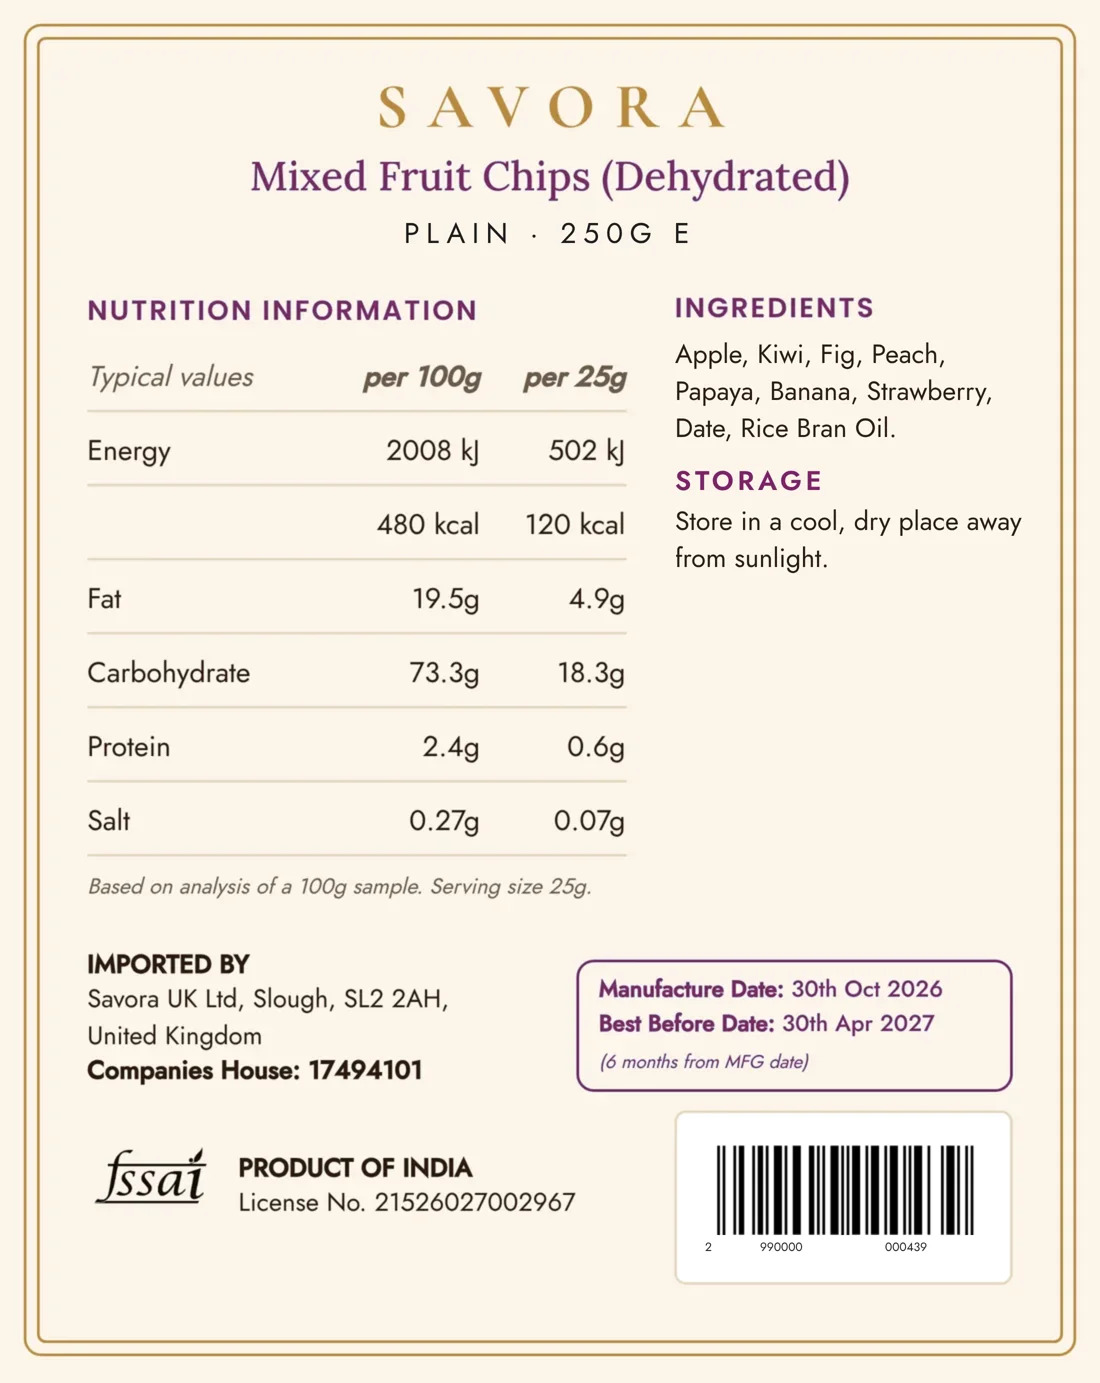 SAVORA
Mixed Fruit Chips (Dehydrated)
PLAIN · 250G E
NUTRITION INFORMATION
Typical values per 100g per 25g
Energy 2008 kJ 502 kJ
480 kcal 120 kcal
Fat 19.5g 4.9g
Carbohydrate 73.3g 18.3g
Protein 2.4g 0.6g
Salt 0.27g 0.07g
Based on analysis of a 100g sample. Serving size 25g.
INGREDIENTS
Apple, Kiwi, Fig, Peach,
Papaya, Banana, Strawberry,
Date, Rice Bran Oil.
STORAGE
Store in a cool, dry place away
from sunlight.
IMPORTED BY
Savora UK Ltd, Slough, SL2 2AH,
United Kingdom
Companies House: 17494101
Manufacture Date: 30th Oct 2026
Best Before Date: 30th Apr 2027
(6 months from MFG date)
fssai
PRODUCT OF INDIA
License No. 21526027002967
2 990000 000439